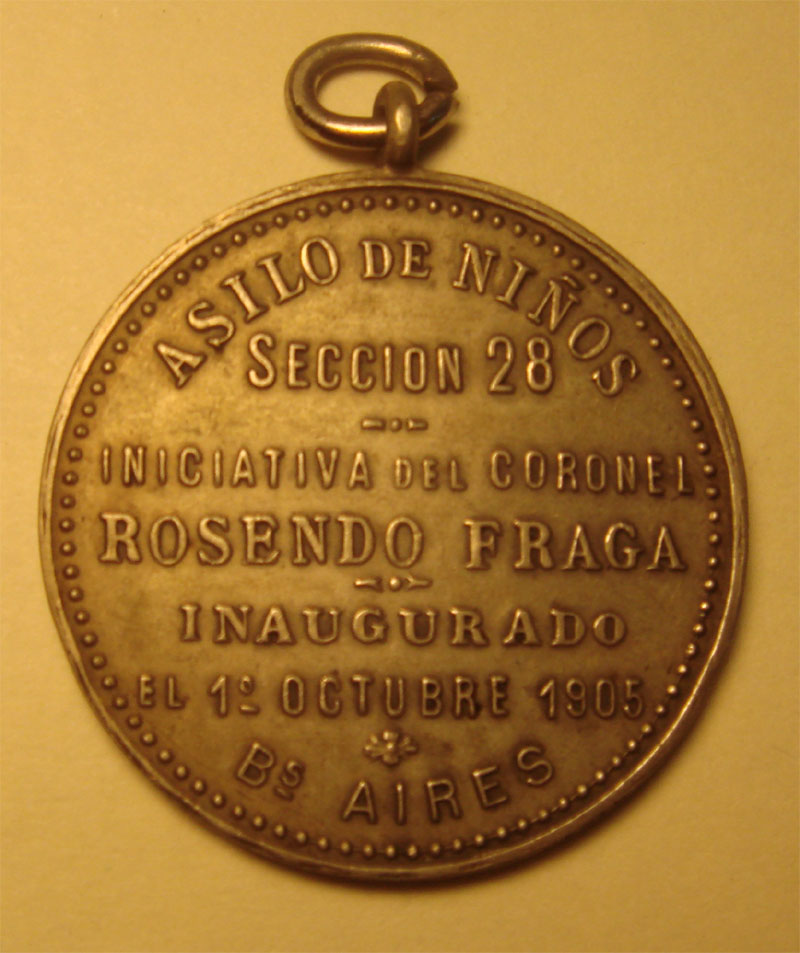 ASILO DE NIÑOS
SECCION 28
INICIATIVA DEL CORONEL
ROSENDO FRAGA
INAUGURADO
EL 1º OCTUBRE 1905
Bs AIRES